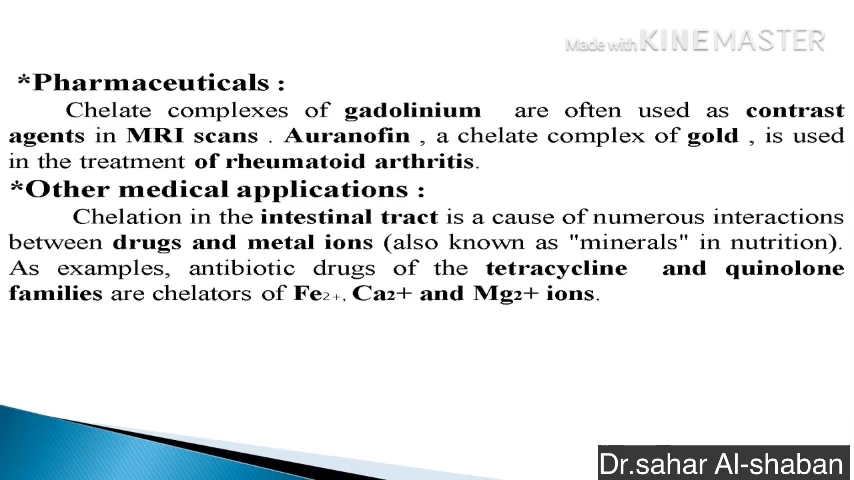 Made with KINEMASTER
*Pharmaceuticals :
Chelate complexes of gadolinium are often used as contrast
agents in MRI scans . Auranofin , a chelate complex of gold , is used
in the treatment of rheumatoid arthritis.
*Other medical applications :
Chelation in the intestinal tract is a cause of numerous interactions
between drugs and metal ions (also known as "minerals" in nutrition).
As examples, antibiotic drugs of the tetracycline and quinolone
families are chelators of Fe2+, Ca2+ and Mg2+ ions.
Dr.sahar Al-shaban